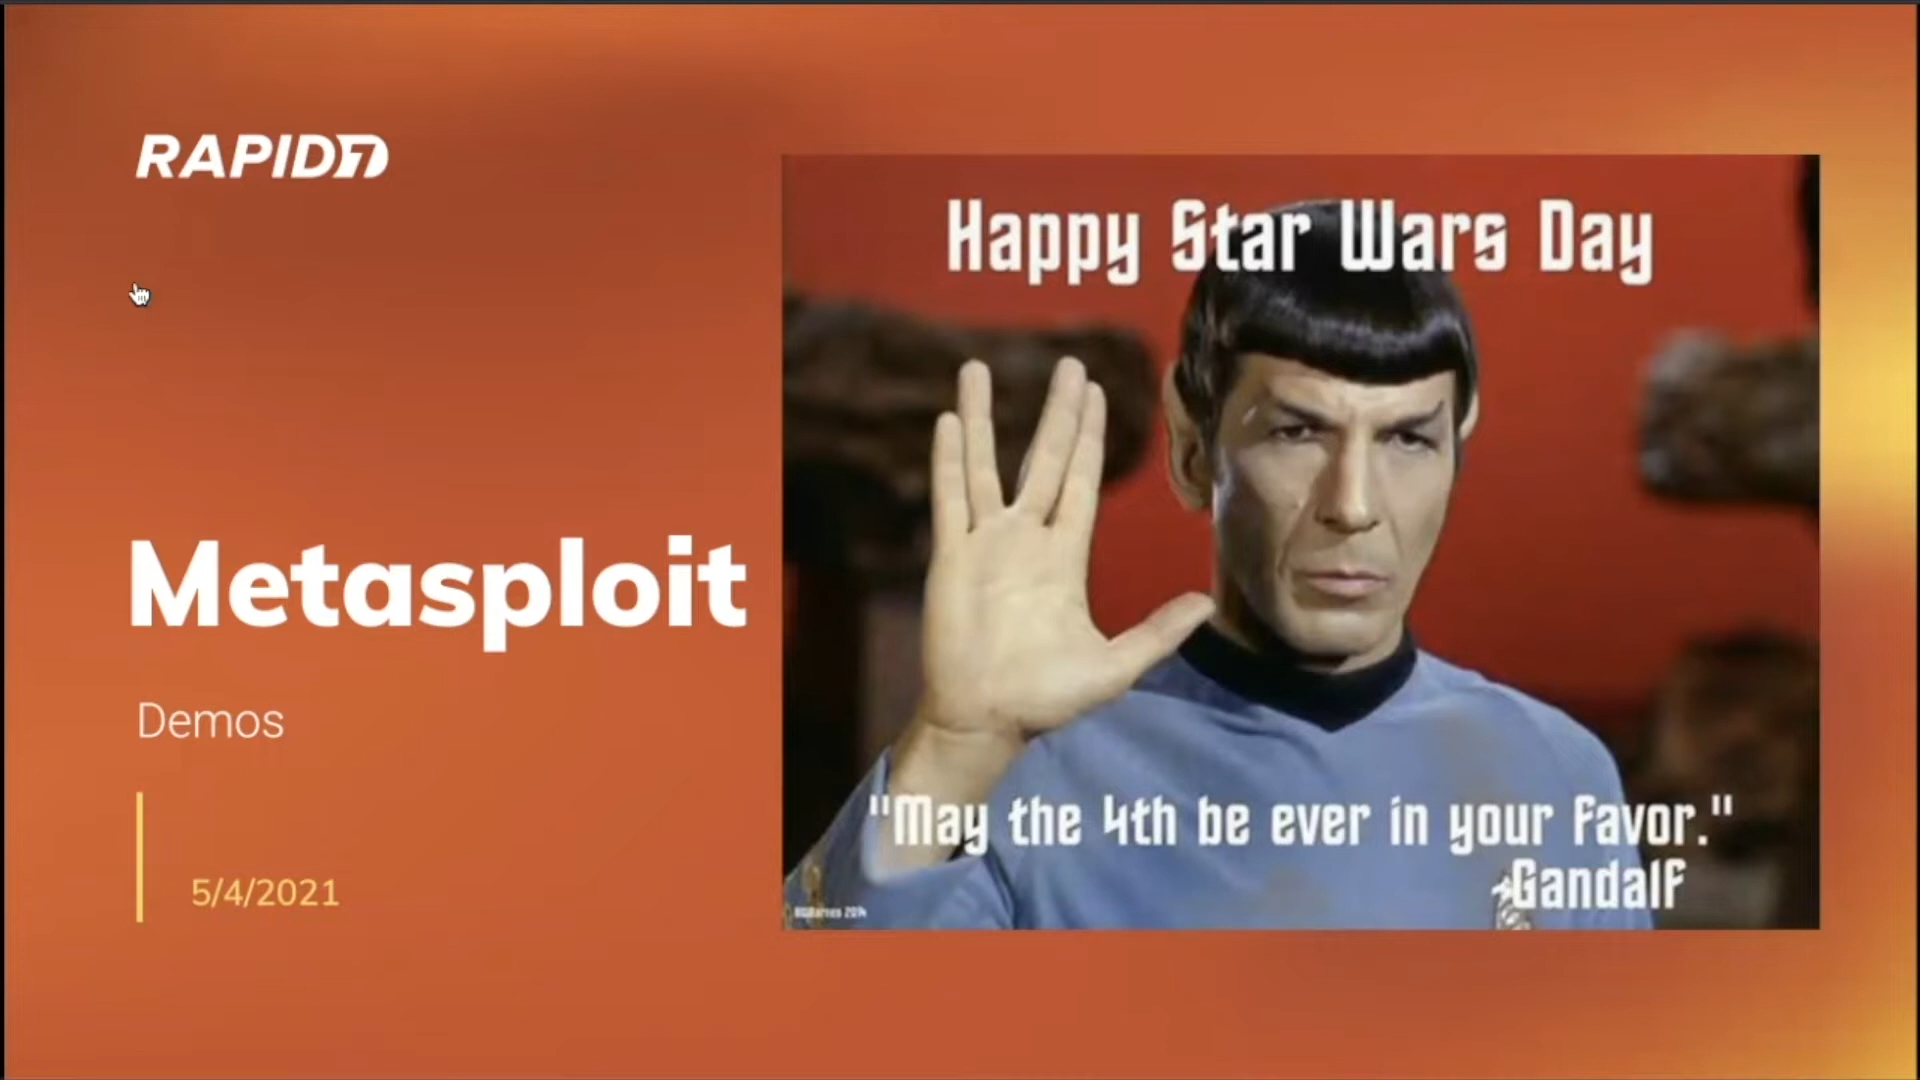 RAPID7
Metasploit
Demos
5/4/2021
Happy Star Wars Day
"May the 4th be ever in your favor."
-Gandalf